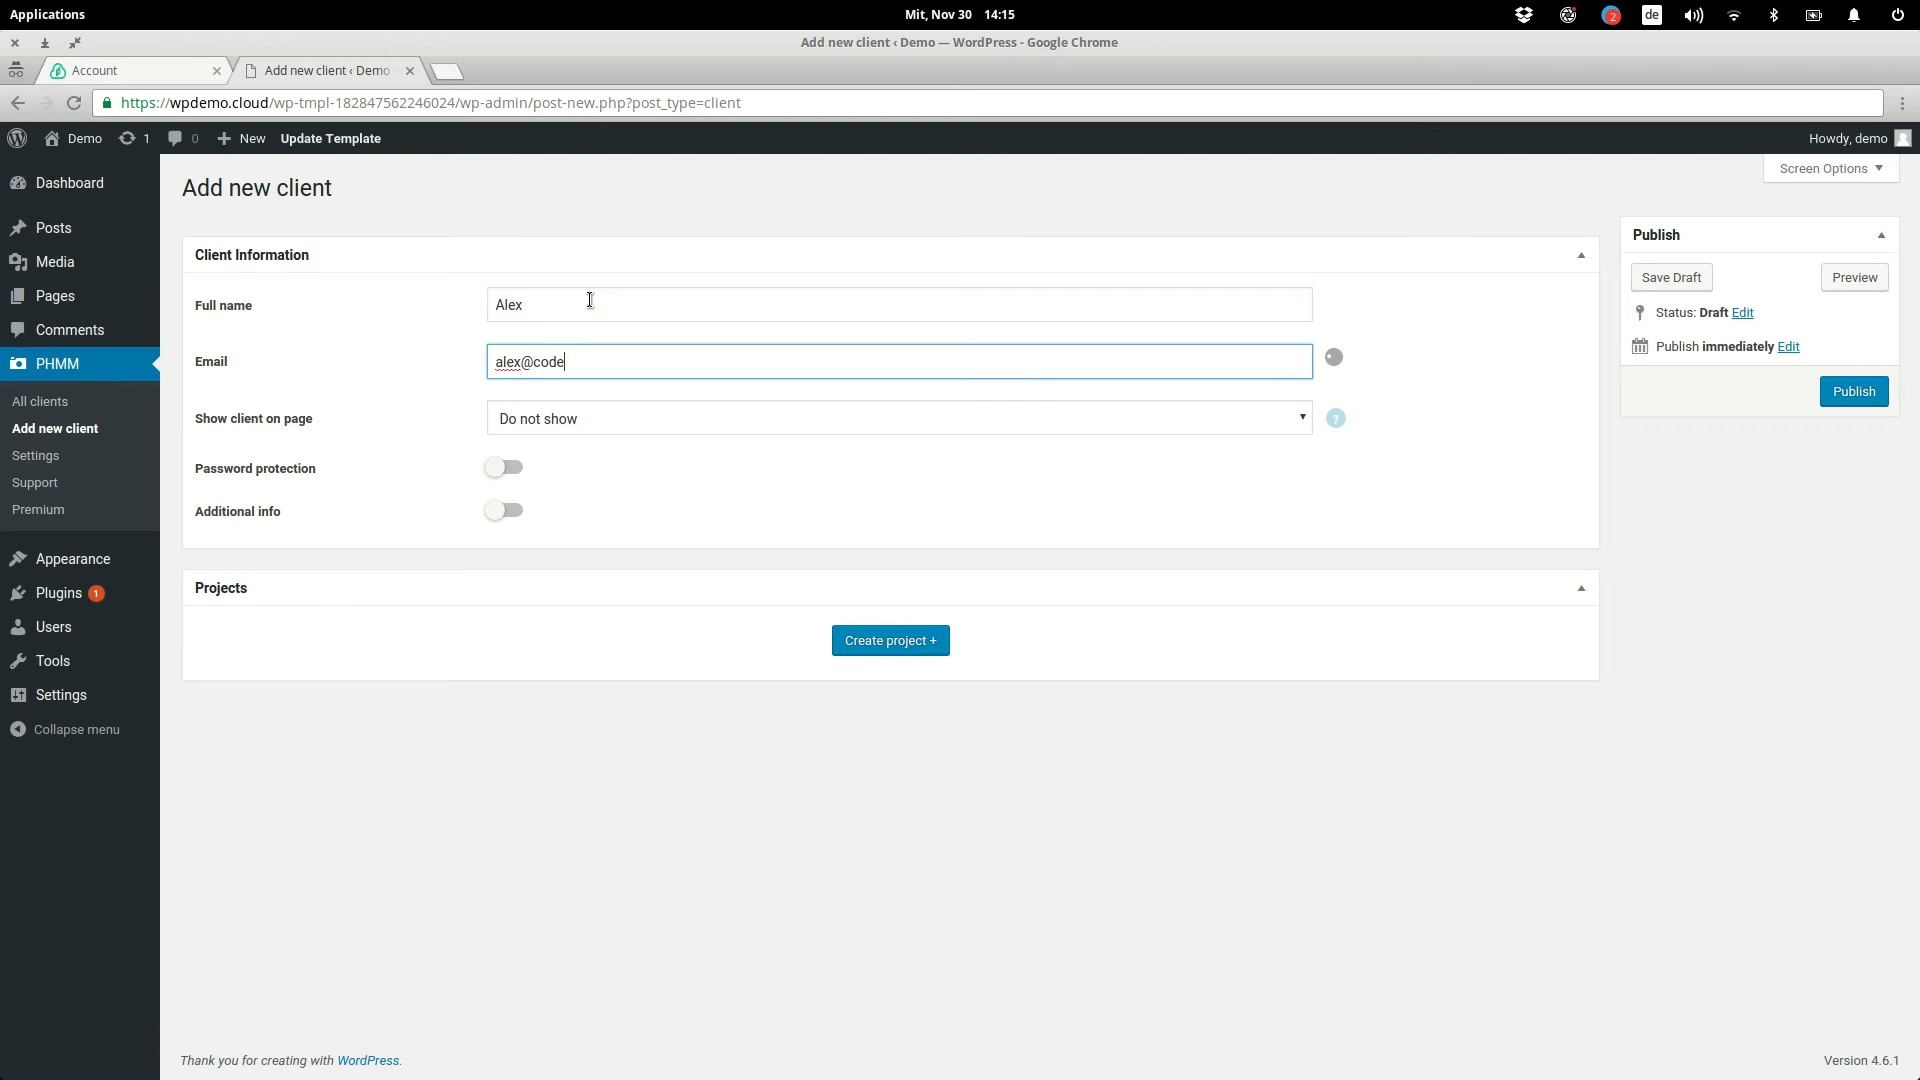 Applications
Mit, Nov 30 14:15
2
de
Add new client ‹ Demo — WordPress - Google Chrome
Account
Add new client ‹ Demo
https://wpdemo.cloud/wp-tmpl-182847562246024/wp-admin/post-new.php?post_type=client
Demo 1 0 New Update Template
Howdy, demo
Screen Options
Dashboard
Posts
Media
Pages
Comments
PHMM
All clients
Add new client
Settings
Support
Premium
Appearance
Plugins 1
Users
Tools
Settings
Collapse menu
Add new client
Client Information
Full name
Alex
Email
alex@code
Show client on page
Do not show
?
Password protection
Additional info
Projects
Create project +
Publish
Save Draft
Preview
Status: Draft Edit
Publish immediately Edit
Publish
Thank you for creating with WordPress.
Version 4.6.1